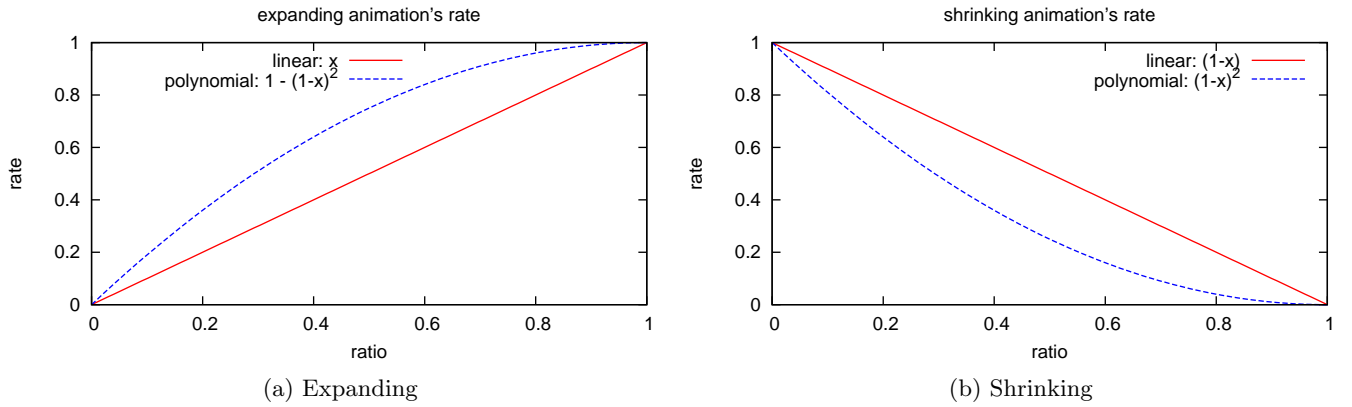 expanding animation's rate
1
0.8
0.6
0.4
0.2
0
rate
linear: x
polynomial: 1 - (1-x)^2
0 0.2 0.4 0.6 0.8 1
ratio
(a) Expanding
shrinking animation's rate
1
0.8
0.6
0.4
0.2
0
rate
linear: (1-x)
polynomial: (1-x)^2
0 0.2 0.4 0.6 0.8 1
ratio
(b) Shrinking